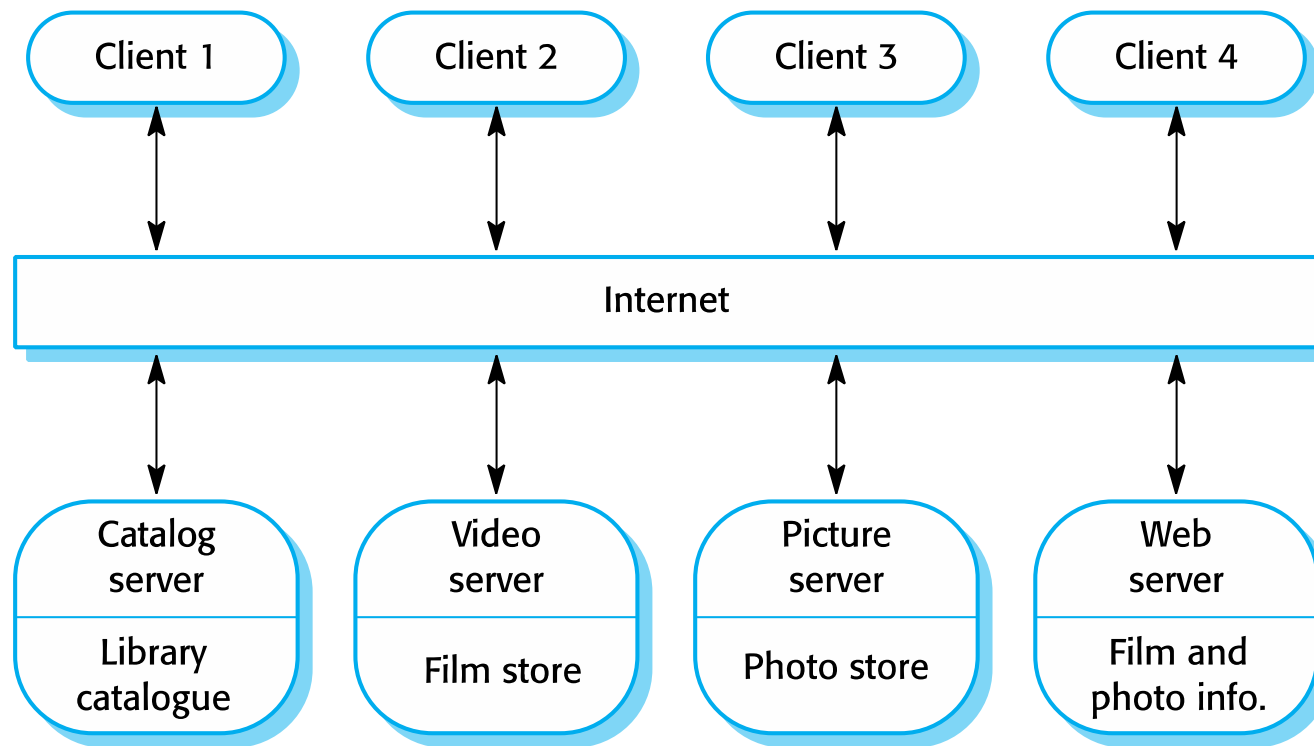 Client 1
Client 2
Client 3
Client 4
Internet
Catalog
server
Library
catalogue
Video
server
Film store
Picture
server
Photo store
Web
server
Film and
photo info.